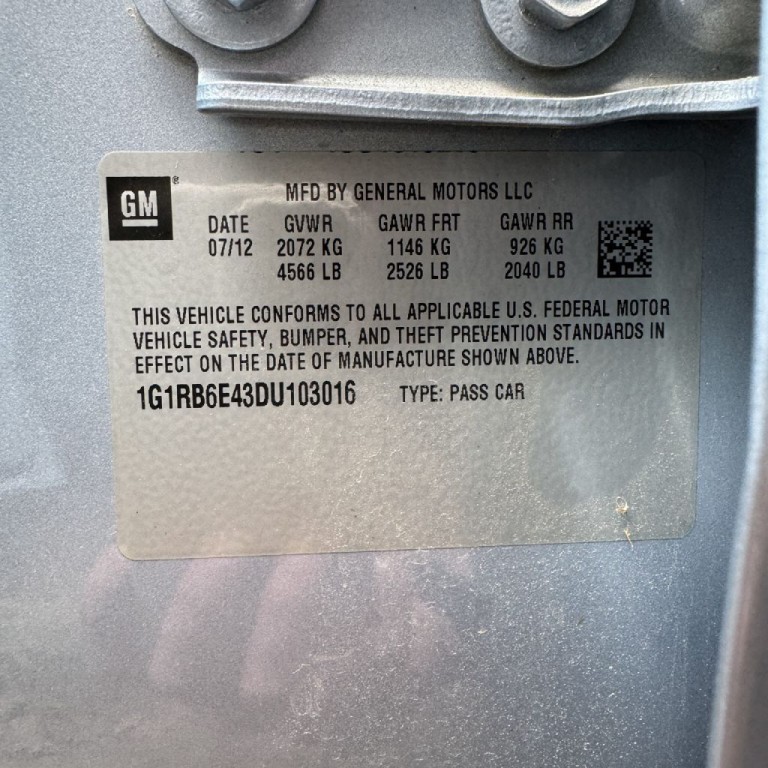 GM®
MFD BY GENERAL MOTORS LLC
DATE GVWR GAWR FRT GAWR RR
07/12 2072 KG 1146 KG 926 KG
4566 LB 2526 LB 2040 LB
THIS VEHICLE CONFORMS TO ALL APPLICABLE U.S. FEDERAL MOTOR
VEHICLE SAFETY, BUMPER, AND THEFT PREVENTION STANDARDS IN
EFFECT ON THE DATE OF MANUFACTURE SHOWN ABOVE.
1G1RB6E43DU103016 TYPE: PASS CAR